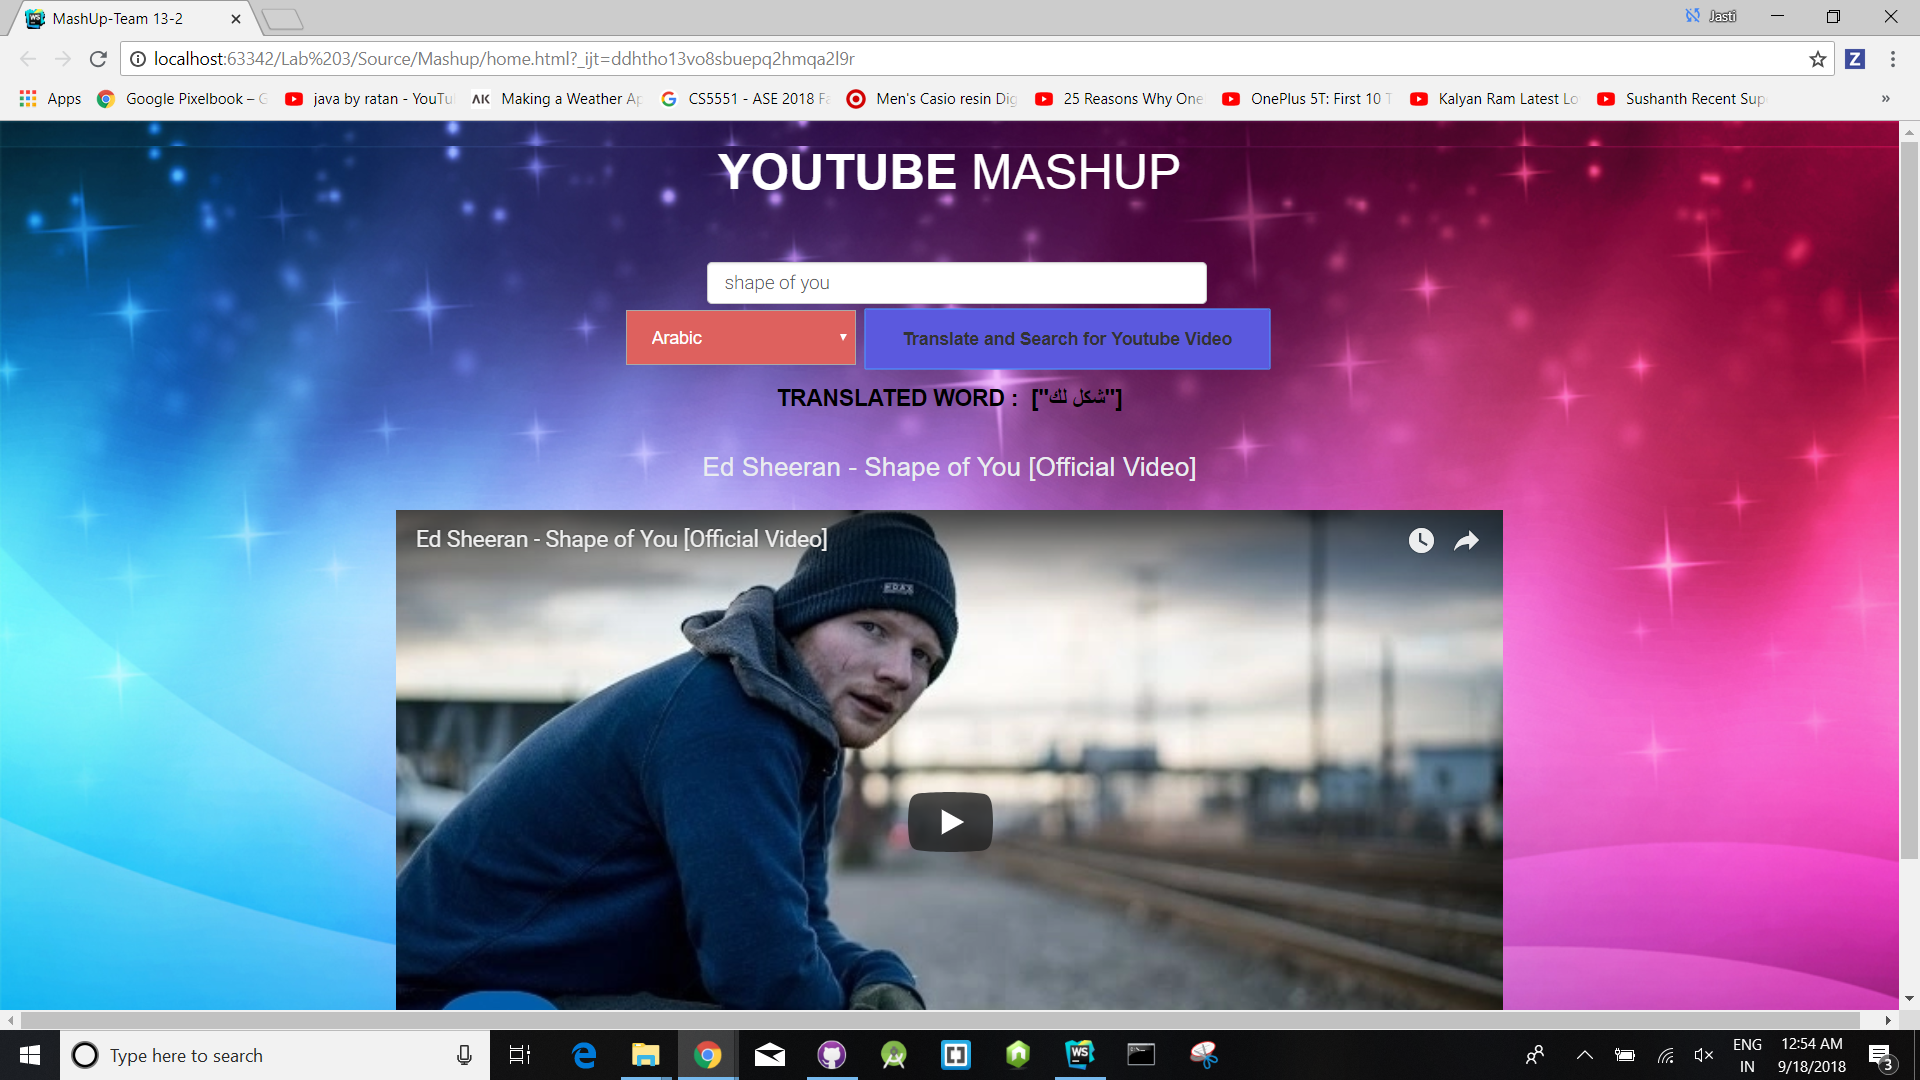 MashUp-Team 13-2
Jasti
localhost:63342/Lab%203/Source/Mashup/home.html?_ijt=ddhtho13vo8sbuepq2hmqa2l9r
Z
Apps Google Pixelbook – G java by ratan - YouTu Making a Weather Ap CS5551 - ASE 2018 Fa Men's Casio resin Dig 25 Reasons Why One OnePlus 5T: First 10 T Kalyan Ram Latest Lo Sushanth Recent Sup »
YOUTUBE MASHUP
shape of you
Arabic Translate and Search for Youtube Video
TRANSLATED WORD : ["شكل لك"]
Ed Sheeran - Shape of You [Official Video]
Ed Sheeran - Shape of You [Official Video]
HOAX
Type here to search
WS
ENG 12:54 AM
IN 9/18/2018
3